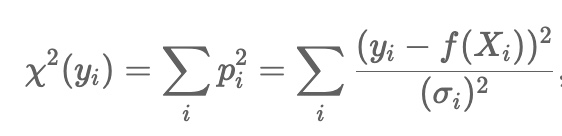 χ²(yᵢ) = ∑ᵢ pᵢ² = ∑ᵢ (yᵢ − f(Xᵢ))² / (σᵢ)²,